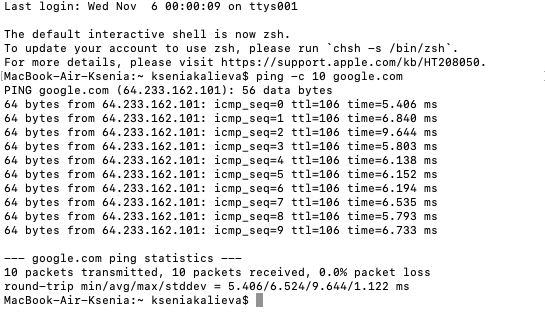 Last login: Wed Nov  6 00:00:09 on ttys001

The default interactive shell is now zsh.
To update your account to use zsh, please run `chsh -s /bin/zsh`.
For more details, please visit https://support.apple.com/kb/HT208050.
[MacBook-Air-Ksenia:~ kseniakalieva$ ping -c 10 google.com
PING google.com (64.233.162.101): 56 data bytes
64 bytes from 64.233.162.101: icmp_seq=0 ttl=106 time=5.406 ms
64 bytes from 64.233.162.101: icmp_seq=1 ttl=106 time=6.840 ms
64 bytes from 64.233.162.101: icmp_seq=2 ttl=106 time=9.644 ms
64 bytes from 64.233.162.101: icmp_seq=3 ttl=106 time=5.803 ms
64 bytes from 64.233.162.101: icmp_seq=4 ttl=106 time=6.138 ms
64 bytes from 64.233.162.101: icmp_seq=5 ttl=106 time=6.152 ms
64 bytes from 64.233.162.101: icmp_seq=6 ttl=106 time=6.194 ms
64 bytes from 64.233.162.101: icmp_seq=7 ttl=106 time=6.535 ms
64 bytes from 64.233.162.101: icmp_seq=8 ttl=106 time=5.793 ms
64 bytes from 64.233.162.101: icmp_seq=9 ttl=106 time=6.733 ms

--- google.com ping statistics ---
10 packets transmitted, 10 packets received, 0.0% packet loss
round-trip min/avg/max/stddev = 5.406/6.524/9.644/1.122 ms
MacBook-Air-Ksenia:~ kseniakalieva$